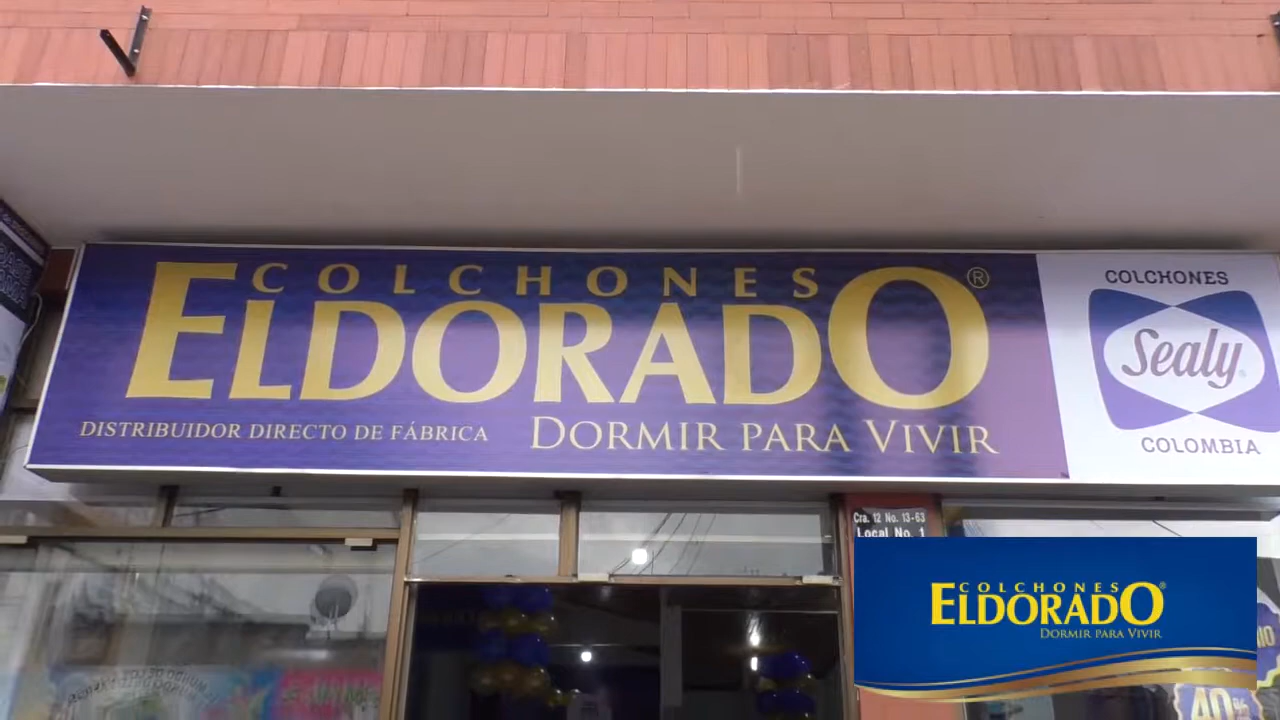 COLCHONES
ELDORADO®
DISTRIBUIDOR DIRECTO DE FÁBRICA
DORMIR PARA VIVIR
COLCHONES
Sealy
COLOMBIA
Cra. 12 No. 13-63
Local No. 1
COLCHONES
ELDORADO®
DORMIR PARA VIVIR
40%